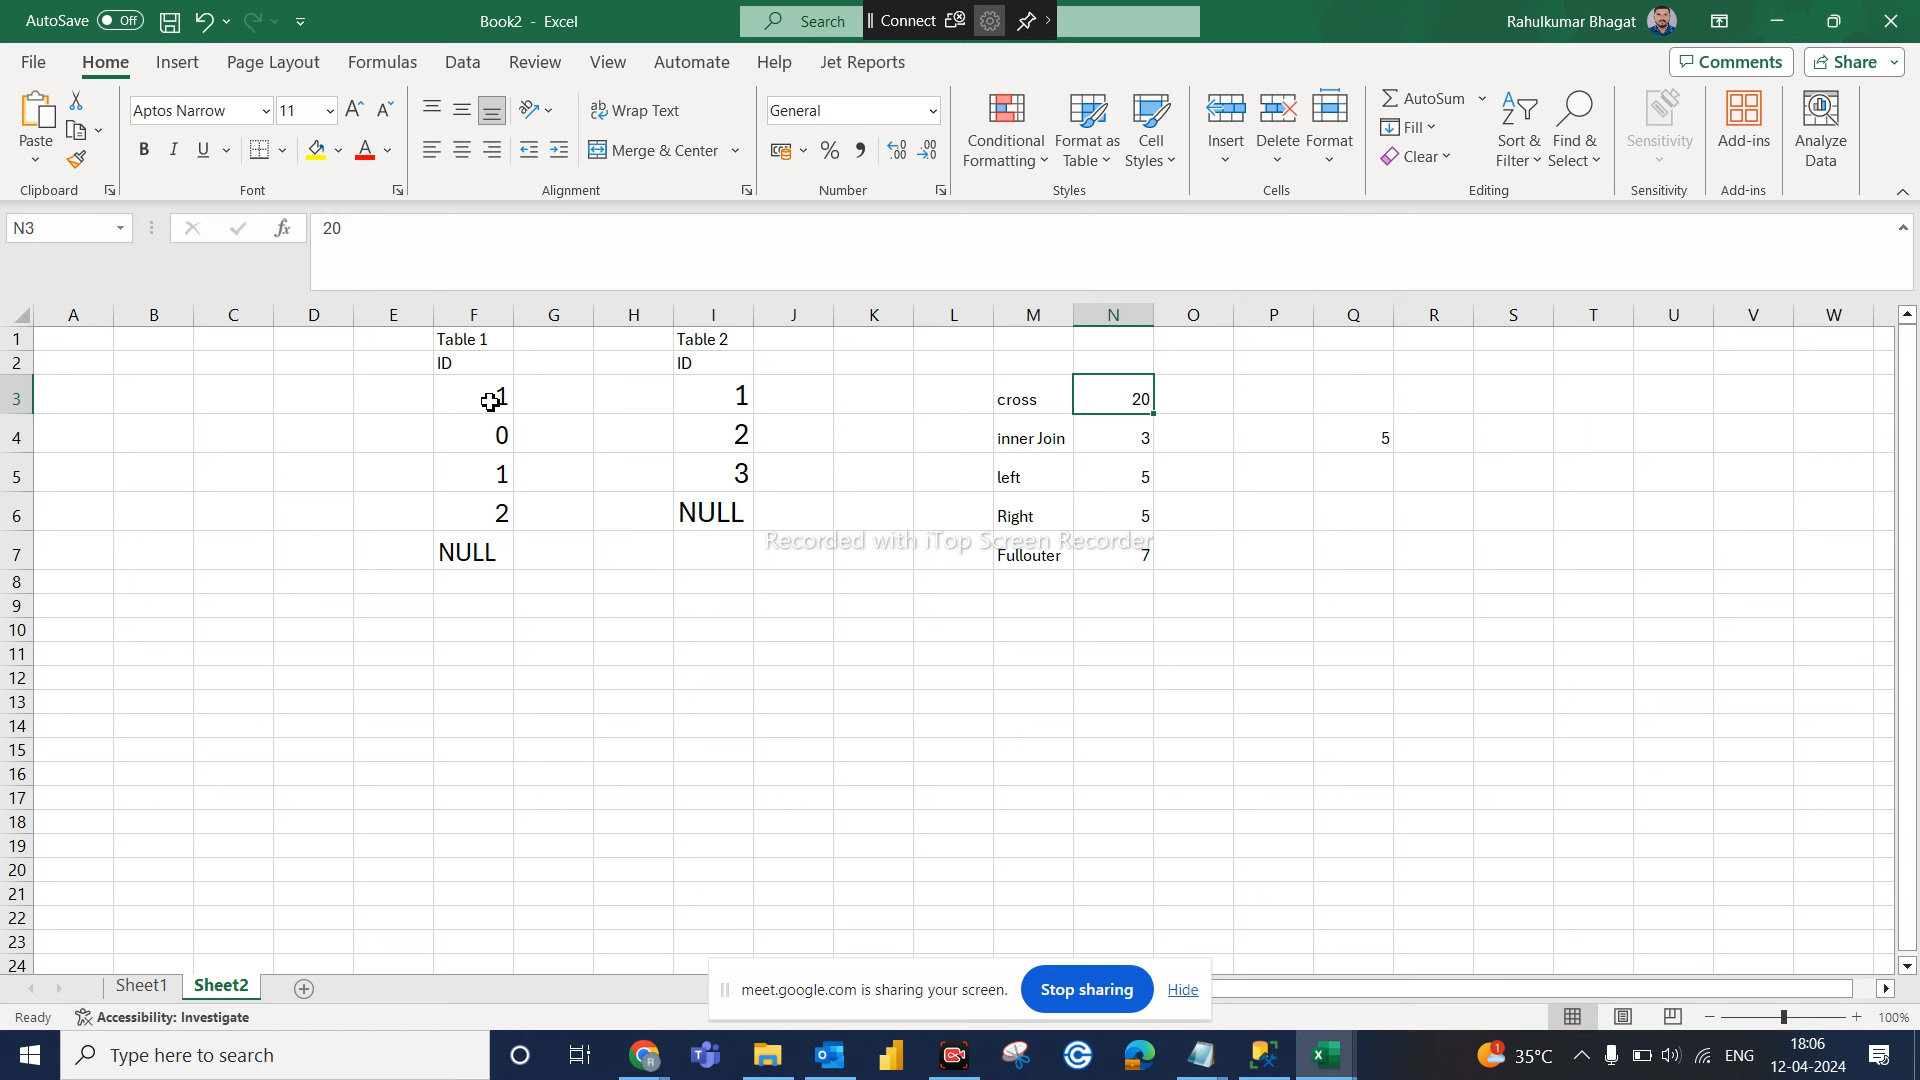 AutoSave Off Book2 - Excel Search Connect Rahulkumar Bhagat
File Home Insert Page Layout Formulas Data Review View Automate Help Jet Reports Comments Share
Paste Aptos Narrow 11 Wrap Text General Conditional Formatting Format as Table Cell Styles Insert Delete Format AutoSum Sort & Filter Find & Select Sensitivity Add-ins Analyze Data
Fill
B I U Merge & Center Clear
Clipboard Font Alignment Number Styles Cells Editing Sensitivity Add-ins
N3 fx 20
A B C D E F G H I J K L M N O P Q R S T U V W
1 Table 1 Table 2
2 ID ID
3 1 1 cross 20
4 0 2 inner Join 3 5
5 1 3 left 5
6 2 NULL Right 5
Recorded with iTop Screen Recorder
7 NULL Fullouter 7
8
9
10
11
12
13
14
15
16
17
18
19
20
21
22
23
24
Sheet1 Sheet2 meet.google.com is sharing your screen. Stop sharing Hide
Ready Accessibility: Investigate 100%
Type here to search 1 35°C ENG 18:06
12-04-2024